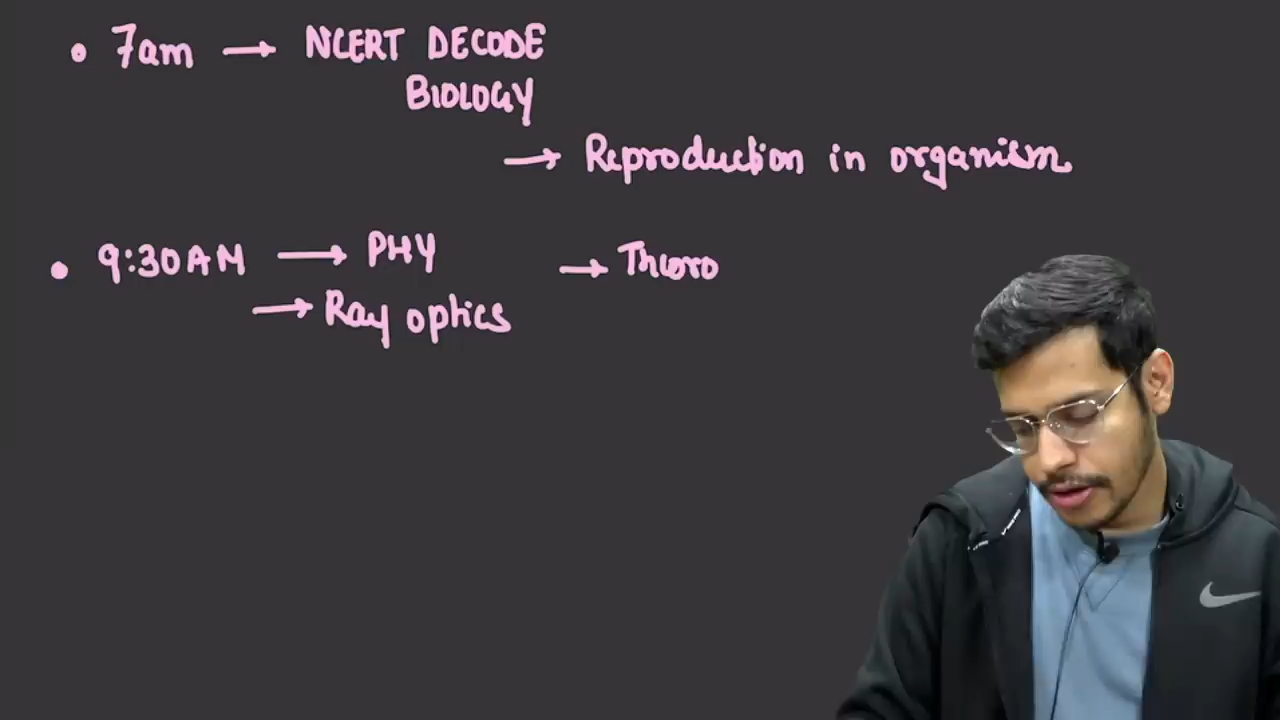 • 7am → NCERT DECODE
BIOLOGY
→ Reproduction in organism
• 9:30AM → PHY → Thoro
→ Ray optics